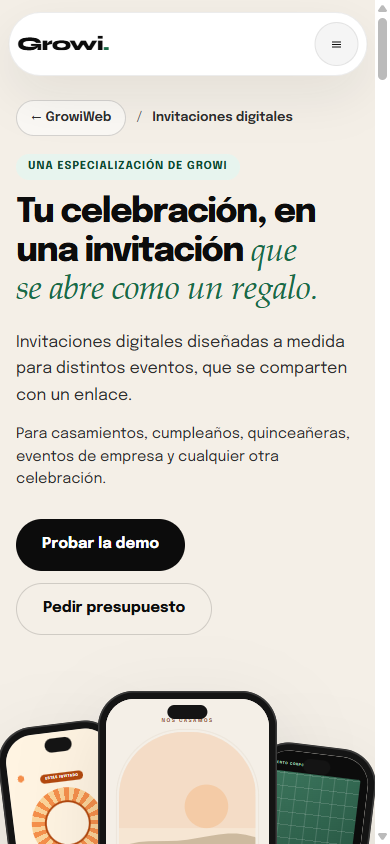 Growi.
← GrowiWeb / Invitaciones digitales
UNA ESPECIALIZACIÓN DE GROWI
Tu celebración, en
una invitación que
se abre como un regalo.
Invitaciones digitales diseñadas a medida
para distintos eventos, que se comparten
con un enlace.
Para casamientos, cumpleaños, quinceañeras,
eventos de empresa y cualquier otra
celebración.
Probar la demo
Pedir presupuesto
NOS CASAMOS
ESTÁS INVITADO